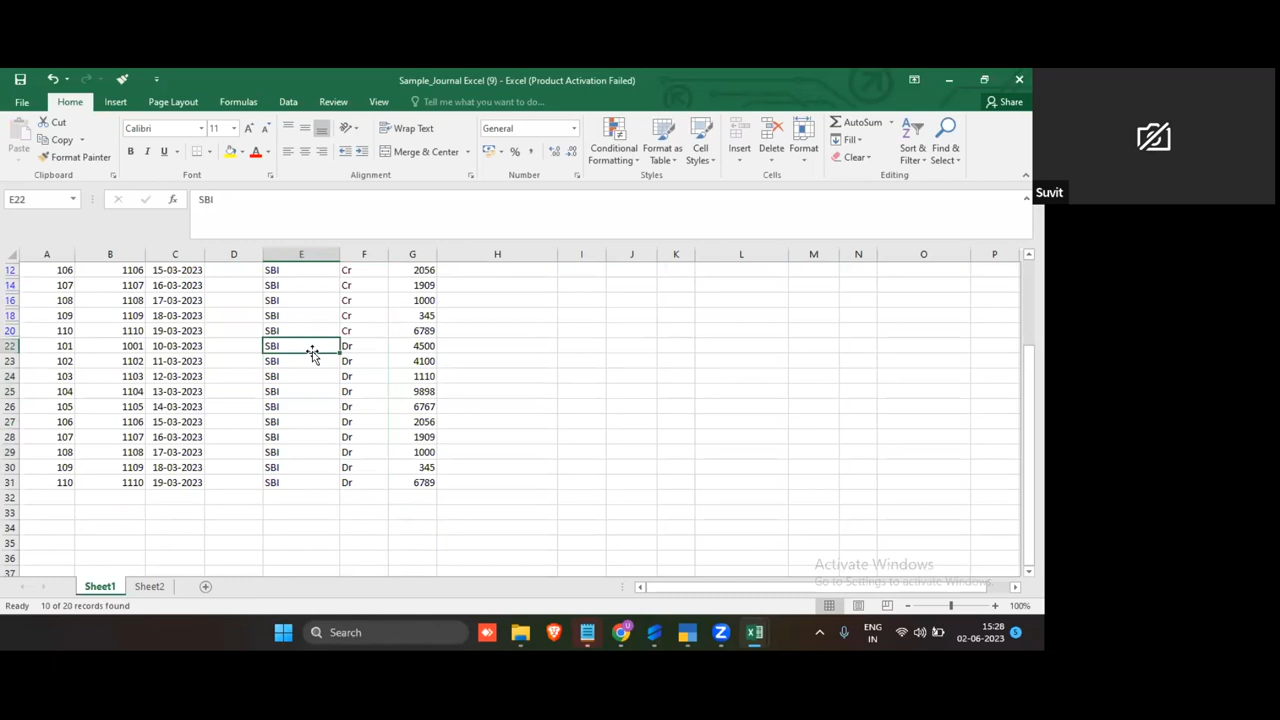 Sample_Journal Excel (9) - Excel (Product Activation Failed)
File Home Insert Page Layout Formulas Data Review View Tell me what you want to do... Share
Paste Cut Copy Format Painter
Calibri 11
Wrap Text
Merge & Center
General
Conditional Formatting Format as Table Cell Styles
Insert Delete Format
AutoSum Fill Clear
Sort & Filter Find & Select
Clipboard Font Alignment Number Styles Cells Editing
Suvit
E22 SBI
A B C D E F G H I J K L M N O P
12 106 1106 15-03-2023 SBI Cr 2056
14 107 1107 16-03-2023 SBI Cr 1909
16 108 1108 17-03-2023 SBI Cr 1000
18 109 1109 18-03-2023 SBI Cr 345
20 110 1110 19-03-2023 SBI Cr 6789
22 101 1001 10-03-2023 SBI Dr 4500
23 102 1102 11-03-2023 SBI Dr 4100
24 103 1103 12-03-2023 SBI Dr 1110
25 104 1104 13-03-2023 SBI Dr 9898
26 105 1105 14-03-2023 SBI Dr 6767
27 106 1106 15-03-2023 SBI Dr 2056
28 107 1107 16-03-2023 SBI Dr 1909
29 108 1108 17-03-2023 SBI Dr 1000
30 109 1109 18-03-2023 SBI Dr 345
31 110 1110 19-03-2023 SBI Dr 6789
32
33
34
35
36
37
Activate Windows
Go to Settings to activate Windows.
Sheet1 Sheet2
Ready 10 of 20 records found 100%
Search
ENG 15:28
IN 02-06-2023